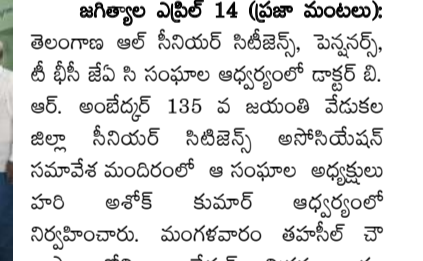 జగిత్యాల ఎప్రిల్ 14 (ప్రజా మంటలు):
తెలంగాణ ఆల్ సీనియర్ సిటీజెన్స్, పెన్షనర్స్,
టీ బీసీ జేఏ సి సంఘాల ఆధ్వర్యంలో డాక్టర్ బి.
ఆర్. అంబేద్కర్ 135 వ జయంతి వేడుకల
జిల్లా సీనియర్ సిటిజెన్స్ అసోసియేషన్
సమావేశ మందిరంలో ఆ సంఘాల అధ్యక్షులు
హరి అశోక్ కుమార్ ఆధ్వర్యంలో
నిర్వహించారు. మంగళవారం తహసీల్ చౌ